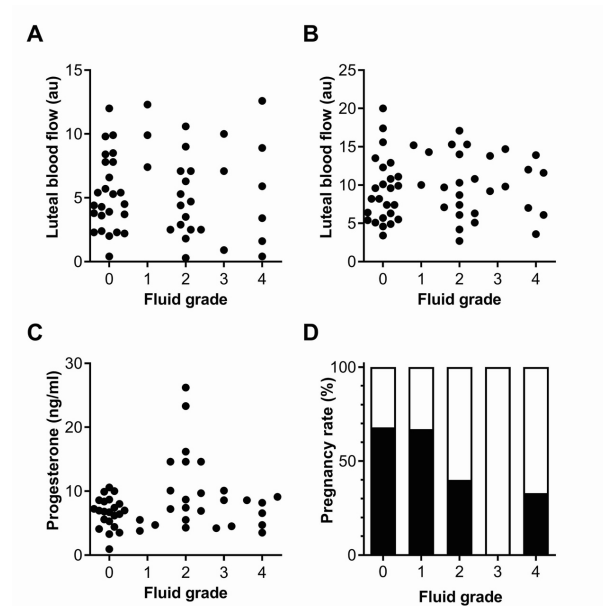 A
B
Luteal blood flow (au)
15
10
5
0
0 1 2 3 4
Fluid grade
Luteal blood flow (au)
25
20
15
10
5
0
0 1 2 3 4
Fluid grade
C
D
Progesterone (ng/ml)
30
20
10
0
0 1 2 3 4
Fluid grade
Pregnancy rate (%)
100
50
0
0 1 2 3 4
Fluid grade